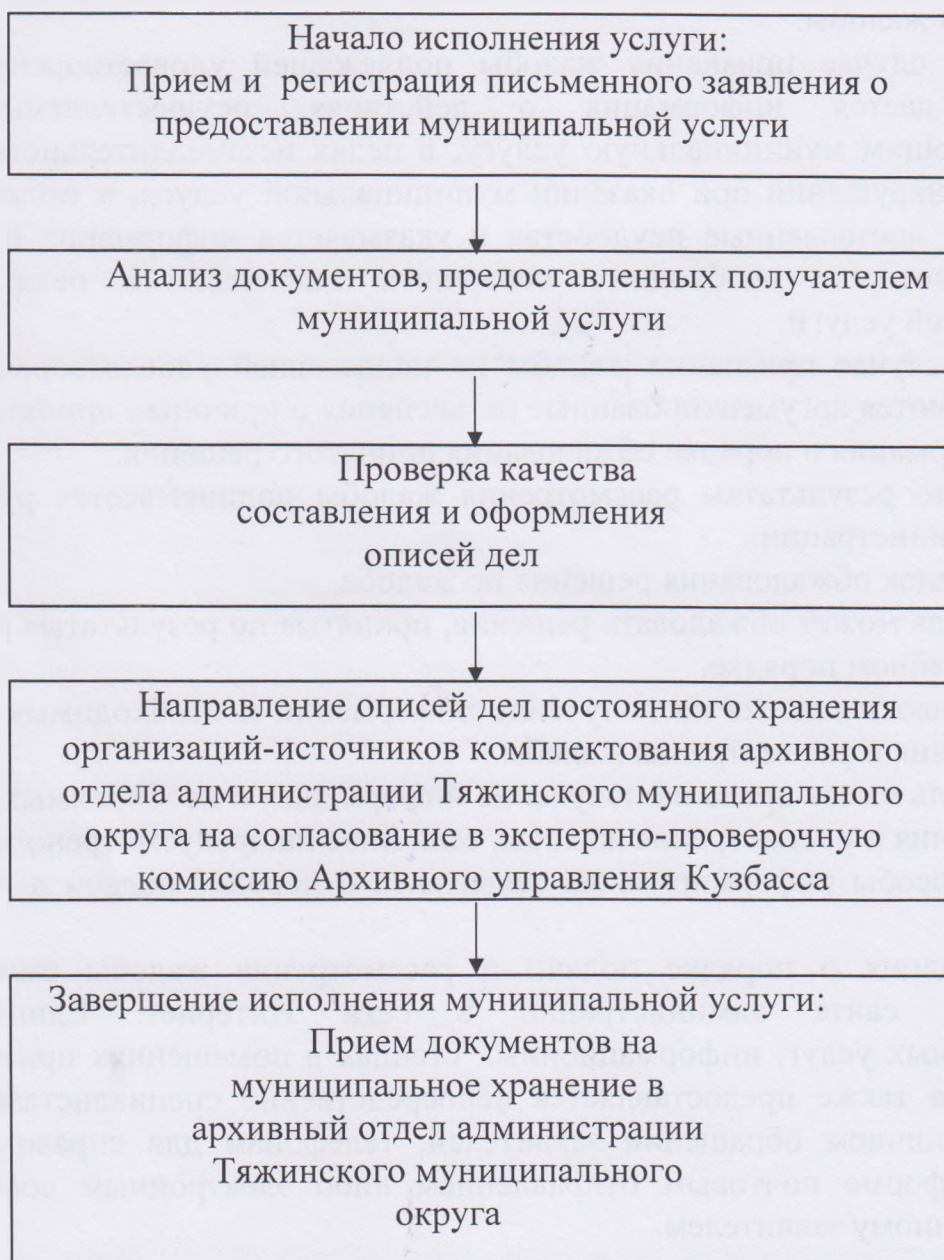 Начало исполнения услуги:
Прием и регистрация письменного заявления о
предоставлении муниципальной услуги
Анализ документов, предоставленных получателем
муниципальной услуги
Проверка качества
составления и оформления
описей дел
Направление описей дел постоянного хранения
организаций-источников комплектования архивного
отдела администрации Тяжинского муниципального
округа на согласование в экспертно-проверочную
комиссию Архивного управления Кузбасса
Завершение исполнения муниципальной услуги:
Прием документов на
муниципальное хранение в
архивный отдел администрации
Тяжинского муниципального
округа